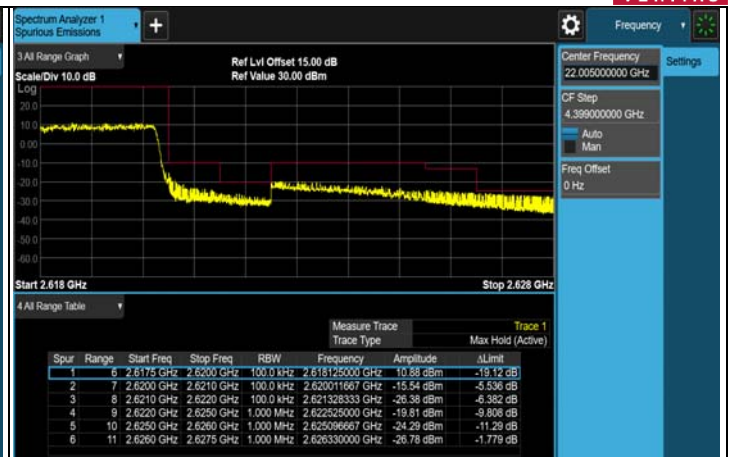 Spectrum Analyzer 1
Spurious Emissions
+
Frequency
3 All Range Graph
Ref Lvl Offset 15.00 dB
Scale/Div 10.0 dB
Ref Value 30.00 dBm
Log
20.0
10.0
0.00
-10.0
-20.0
-30.0
-40.0
-50.0
-60.0
Start 2.618 GHz
Stop 2.628 GHz
Center Frequency
22.005000000 GHz
Settings
CF Step
4.399000000 GHz
Auto
Man
Freq Offset
0 Hz
4 All Range Table
Measure Trace Trace 1
Trace Type Max Hold (Active)
Spur Range Start Freq Stop Freq RBW Frequency Amplitude ΔLimit
1 6 2.6175 GHz 2.6200 GHz 100.0 kHz 2.618125000 GHz 10.88 dBm -19.12 dB
2 7 2.6200 GHz 2.6210 GHz 100.0 kHz 2.620011667 GHz -15.54 dBm -5.536 dB
3 8 2.6210 GHz 2.6220 GHz 100.0 kHz 2.621328333 GHz -26.38 dBm -6.382 dB
4 9 2.6220 GHz 2.6250 GHz 1.000 MHz 2.622525000 GHz -19.81 dBm -9.808 dB
5 10 2.6250 GHz 2.6260 GHz 1.000 MHz 2.625096667 GHz -24.29 dBm -11.29 dB
6 11 2.6260 GHz 2.6275 GHz 1.000 MHz 2.626330000 GHz -26.78 dBm -1.779 dB